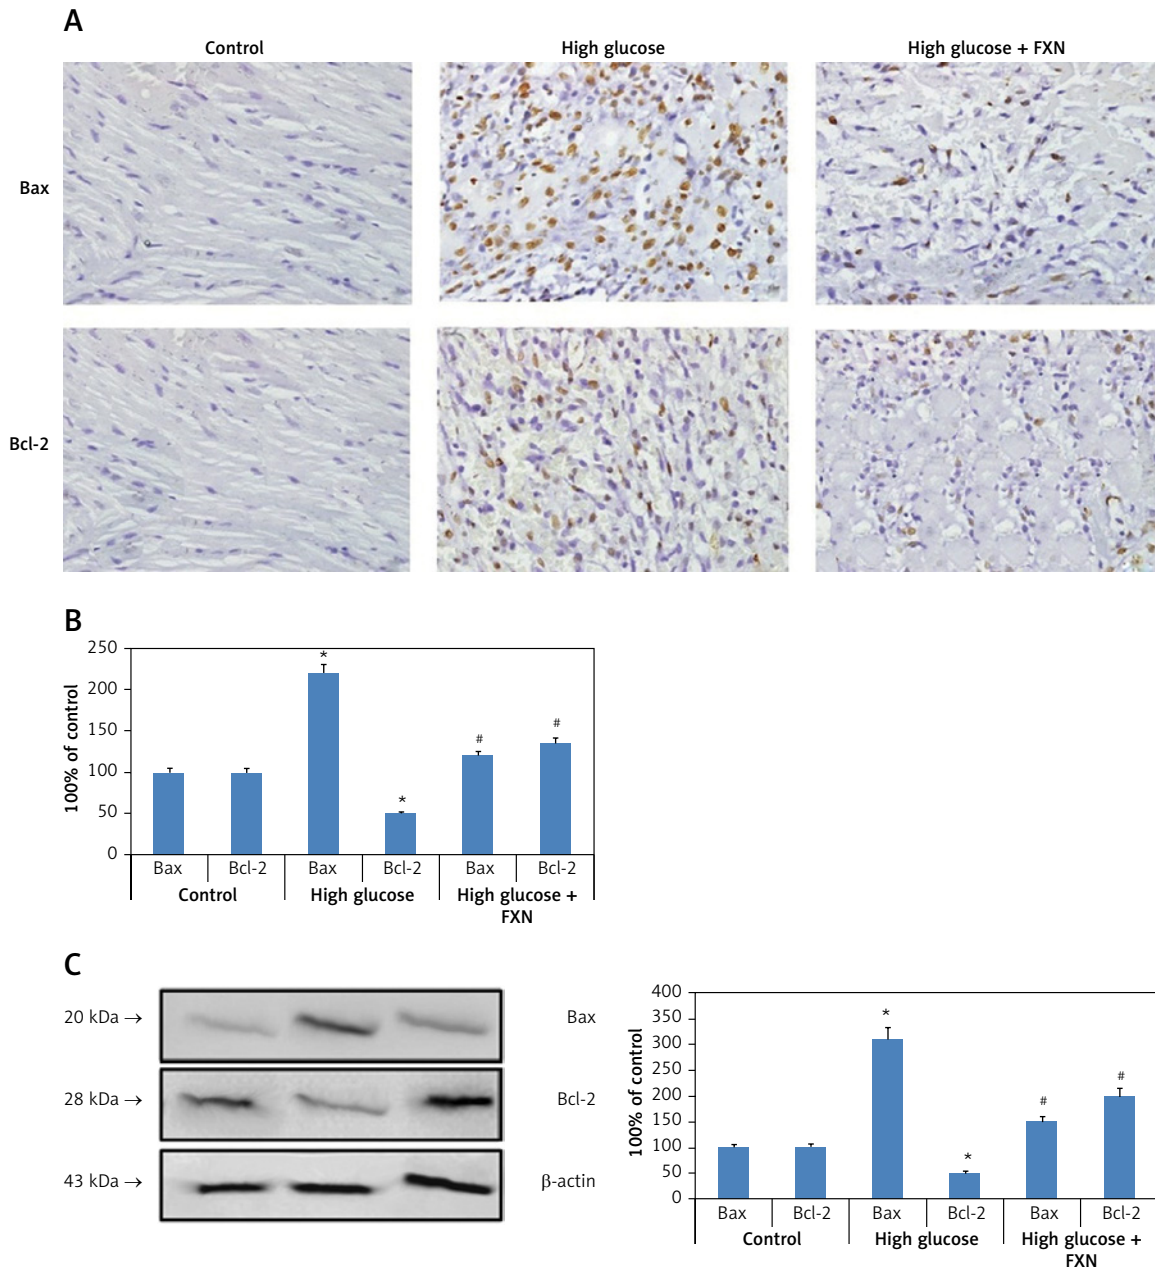 A
Control
High glucose
High glucose + FXN
Bax
Bcl-2
B
100% of control
250
200
150
100
50
0
*
*
#
#
Bax
Bcl-2
Bax
Bcl-2
Bax
Bcl-2
Control
High glucose
High glucose +
FXN
C
20 kDa →
Bax
28 kDa →
Bcl-2
43 kDa →
β-actin
100% of control
400
350
300
250
200
150
100
50
0
*
*
#
#
Bax
Bcl-2
Bax
Bcl-2
Bax
Bcl-2
Control
High glucose
High glucose +
FXN